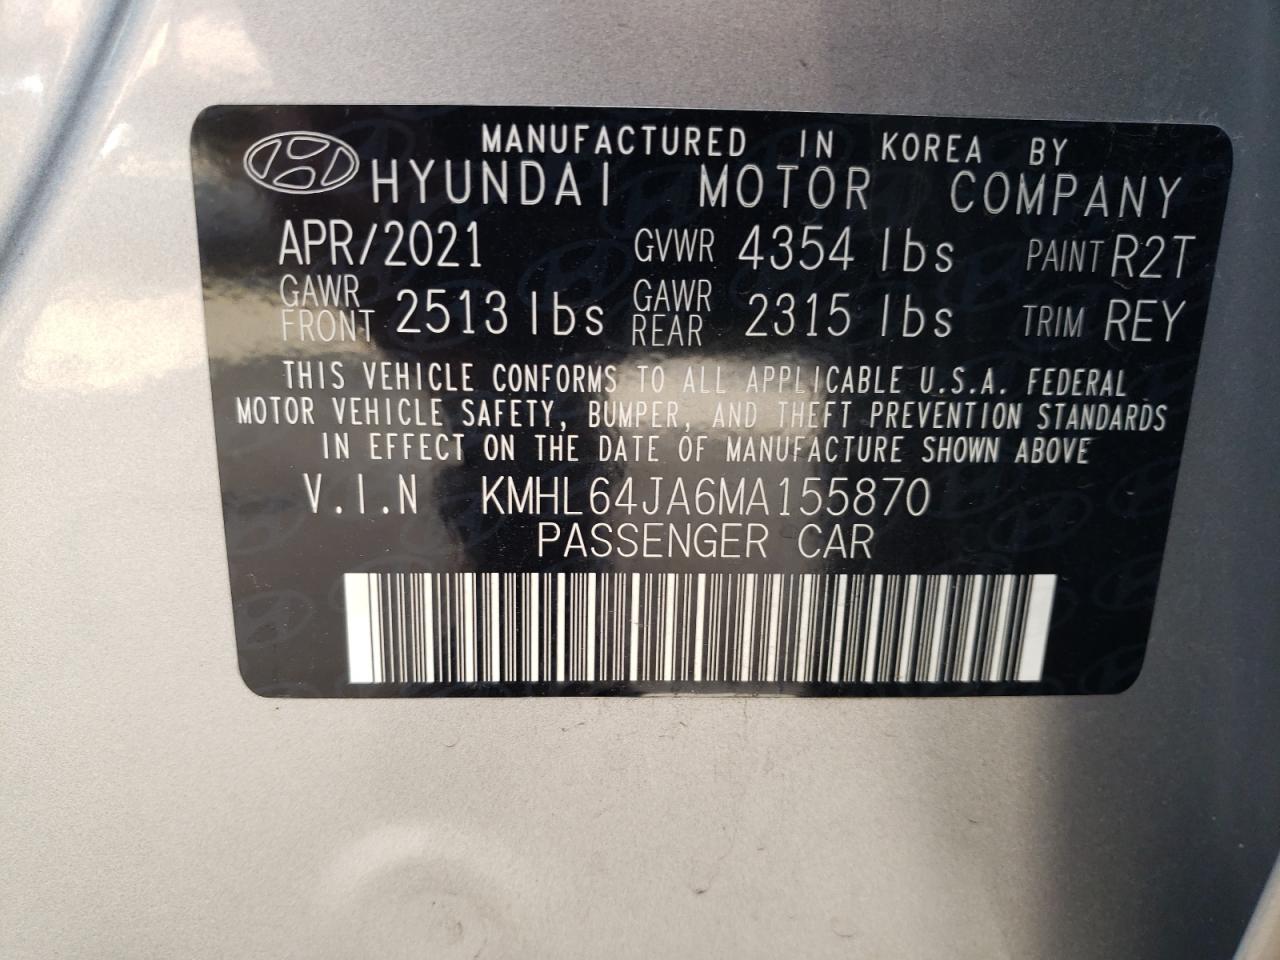 MANUFACTURED IN KOREA BY
HYUNDAI MOTOR COMPANY
APR/2021 GVWR 4354 lbs PAINT R2T
GAWR FRONT 2513 lbs GAWR REAR 2315 lbs TRIM REY
THIS VEHICLE CONFORMS TO ALL APPLICABLE U.S.A. FEDERAL
MOTOR VEHICLE SAFETY, BUMPER, AND THEFT PREVENTION STANDARDS
IN EFFECT ON THE DATE OF MANUFACTURE SHOWN ABOVE
V.I.N KMHL64JA6MA155870
PASSENGER CAR